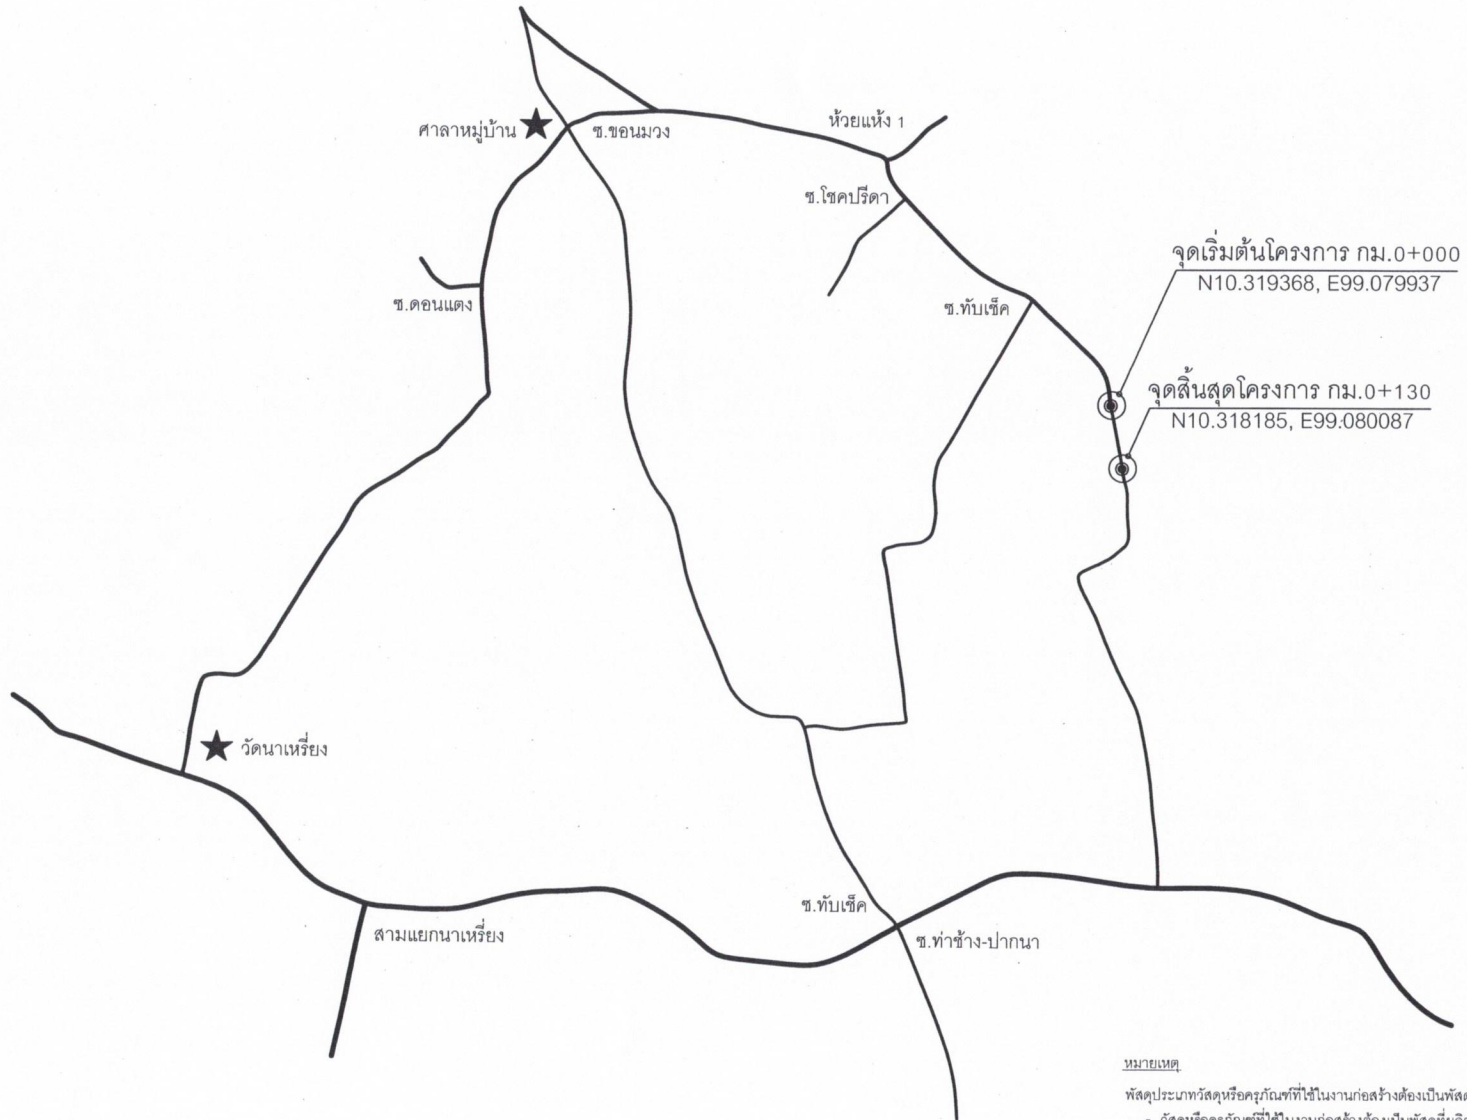 ศาลาหมู่บ้าน
ซ.ขอนมวง
ห้วยแห้ง 1
ซ.โชคปรีดา
จุดเริ่มต้นโครงการ กม.0+000
N10.319368, E99.079937
ซ.ดอนแตง
ซ.ทับเช็ค
จุดสิ้นสุดโครงการ กม.0+130
N10.318185, E99.080087
วัดนาเหรี่ยง
ซ.ทับเช็ค
สามแยกนาเหรี่ยง
ซ.ท่าช้าง-ปากนา
หมายเหตุ
พัสดุประเภทวัสดุหรือครุภัณฑ์ที่ใช้ในงานก่อสร้างต้องเป็นพัสดุ